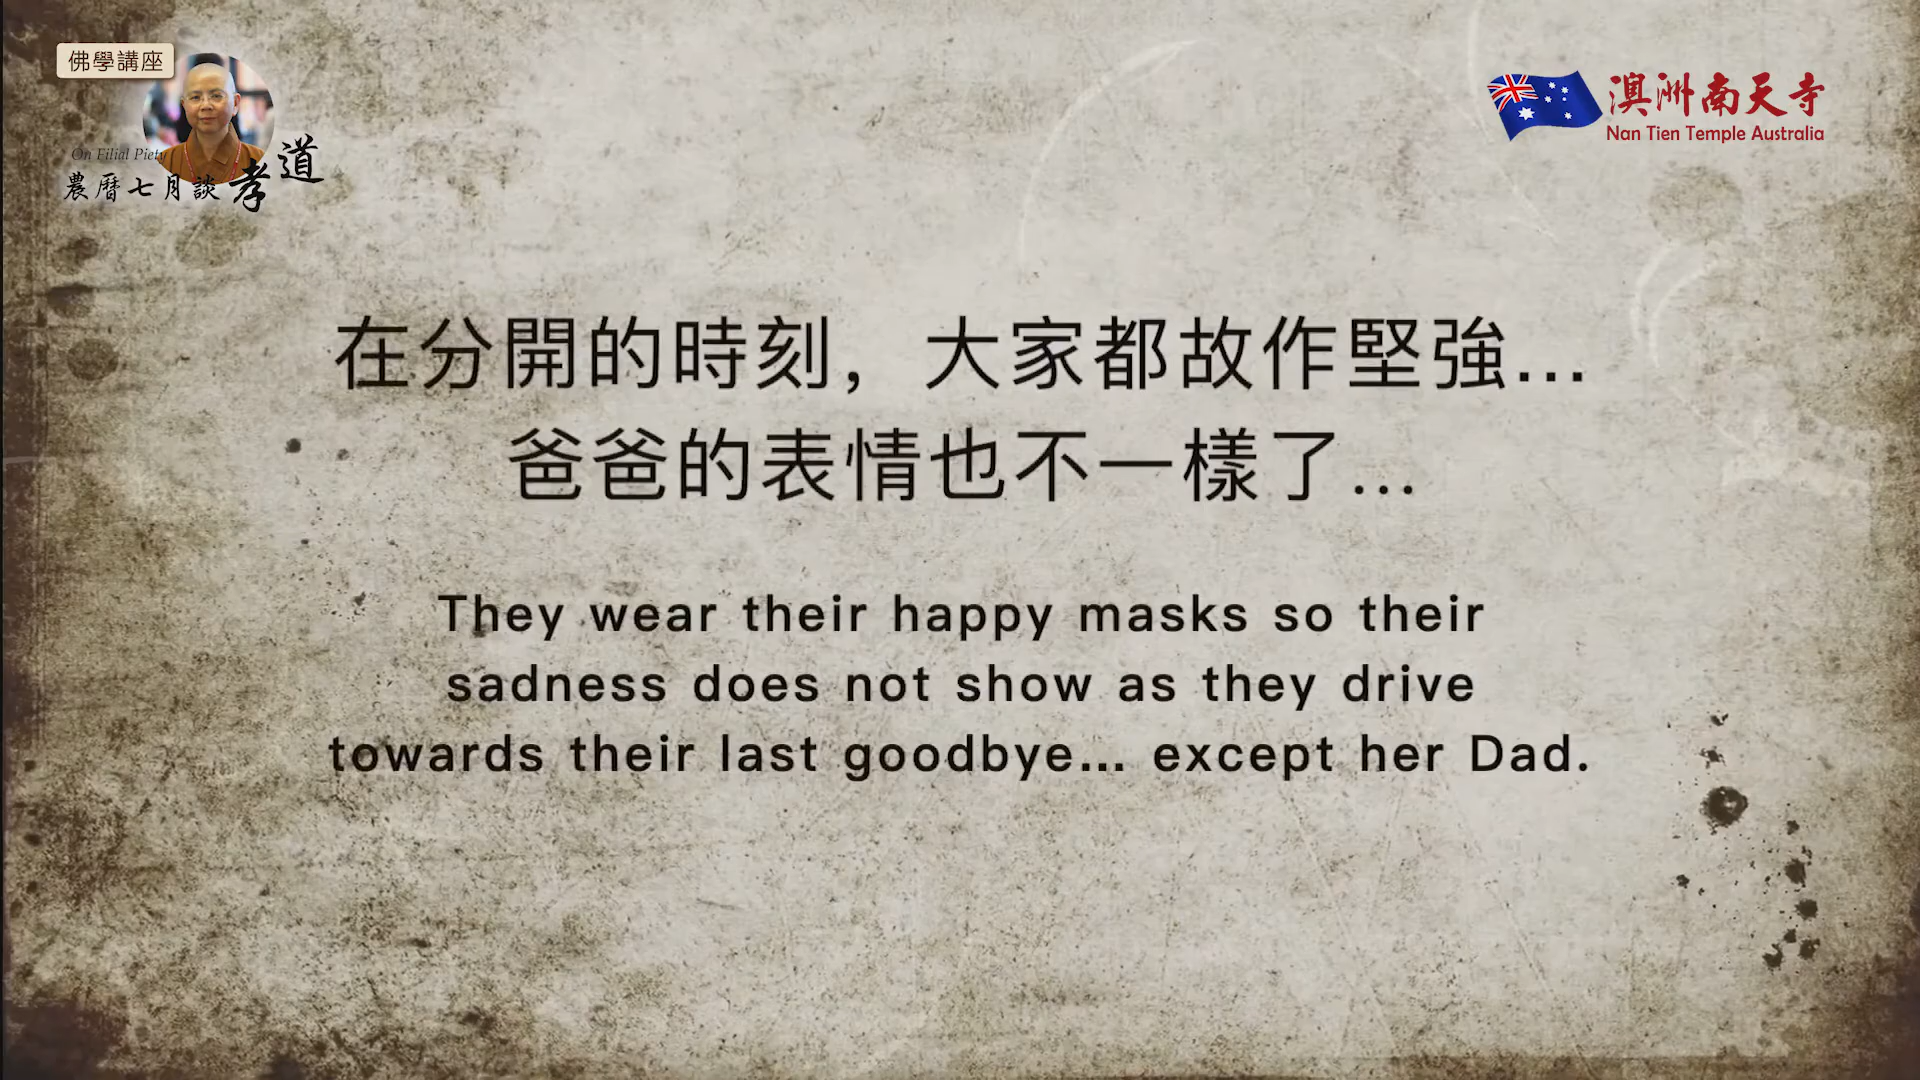 佛學講座
On Filial Piety
農曆七月談孝道
澳洲南天寺
Nan Tien Temple Australia
在分開的時刻，大家都故作堅強...
爸爸的表情也不一樣了...
They wear their happy masks so their
sadness does not show as they drive
towards their last goodbye... except her Dad.